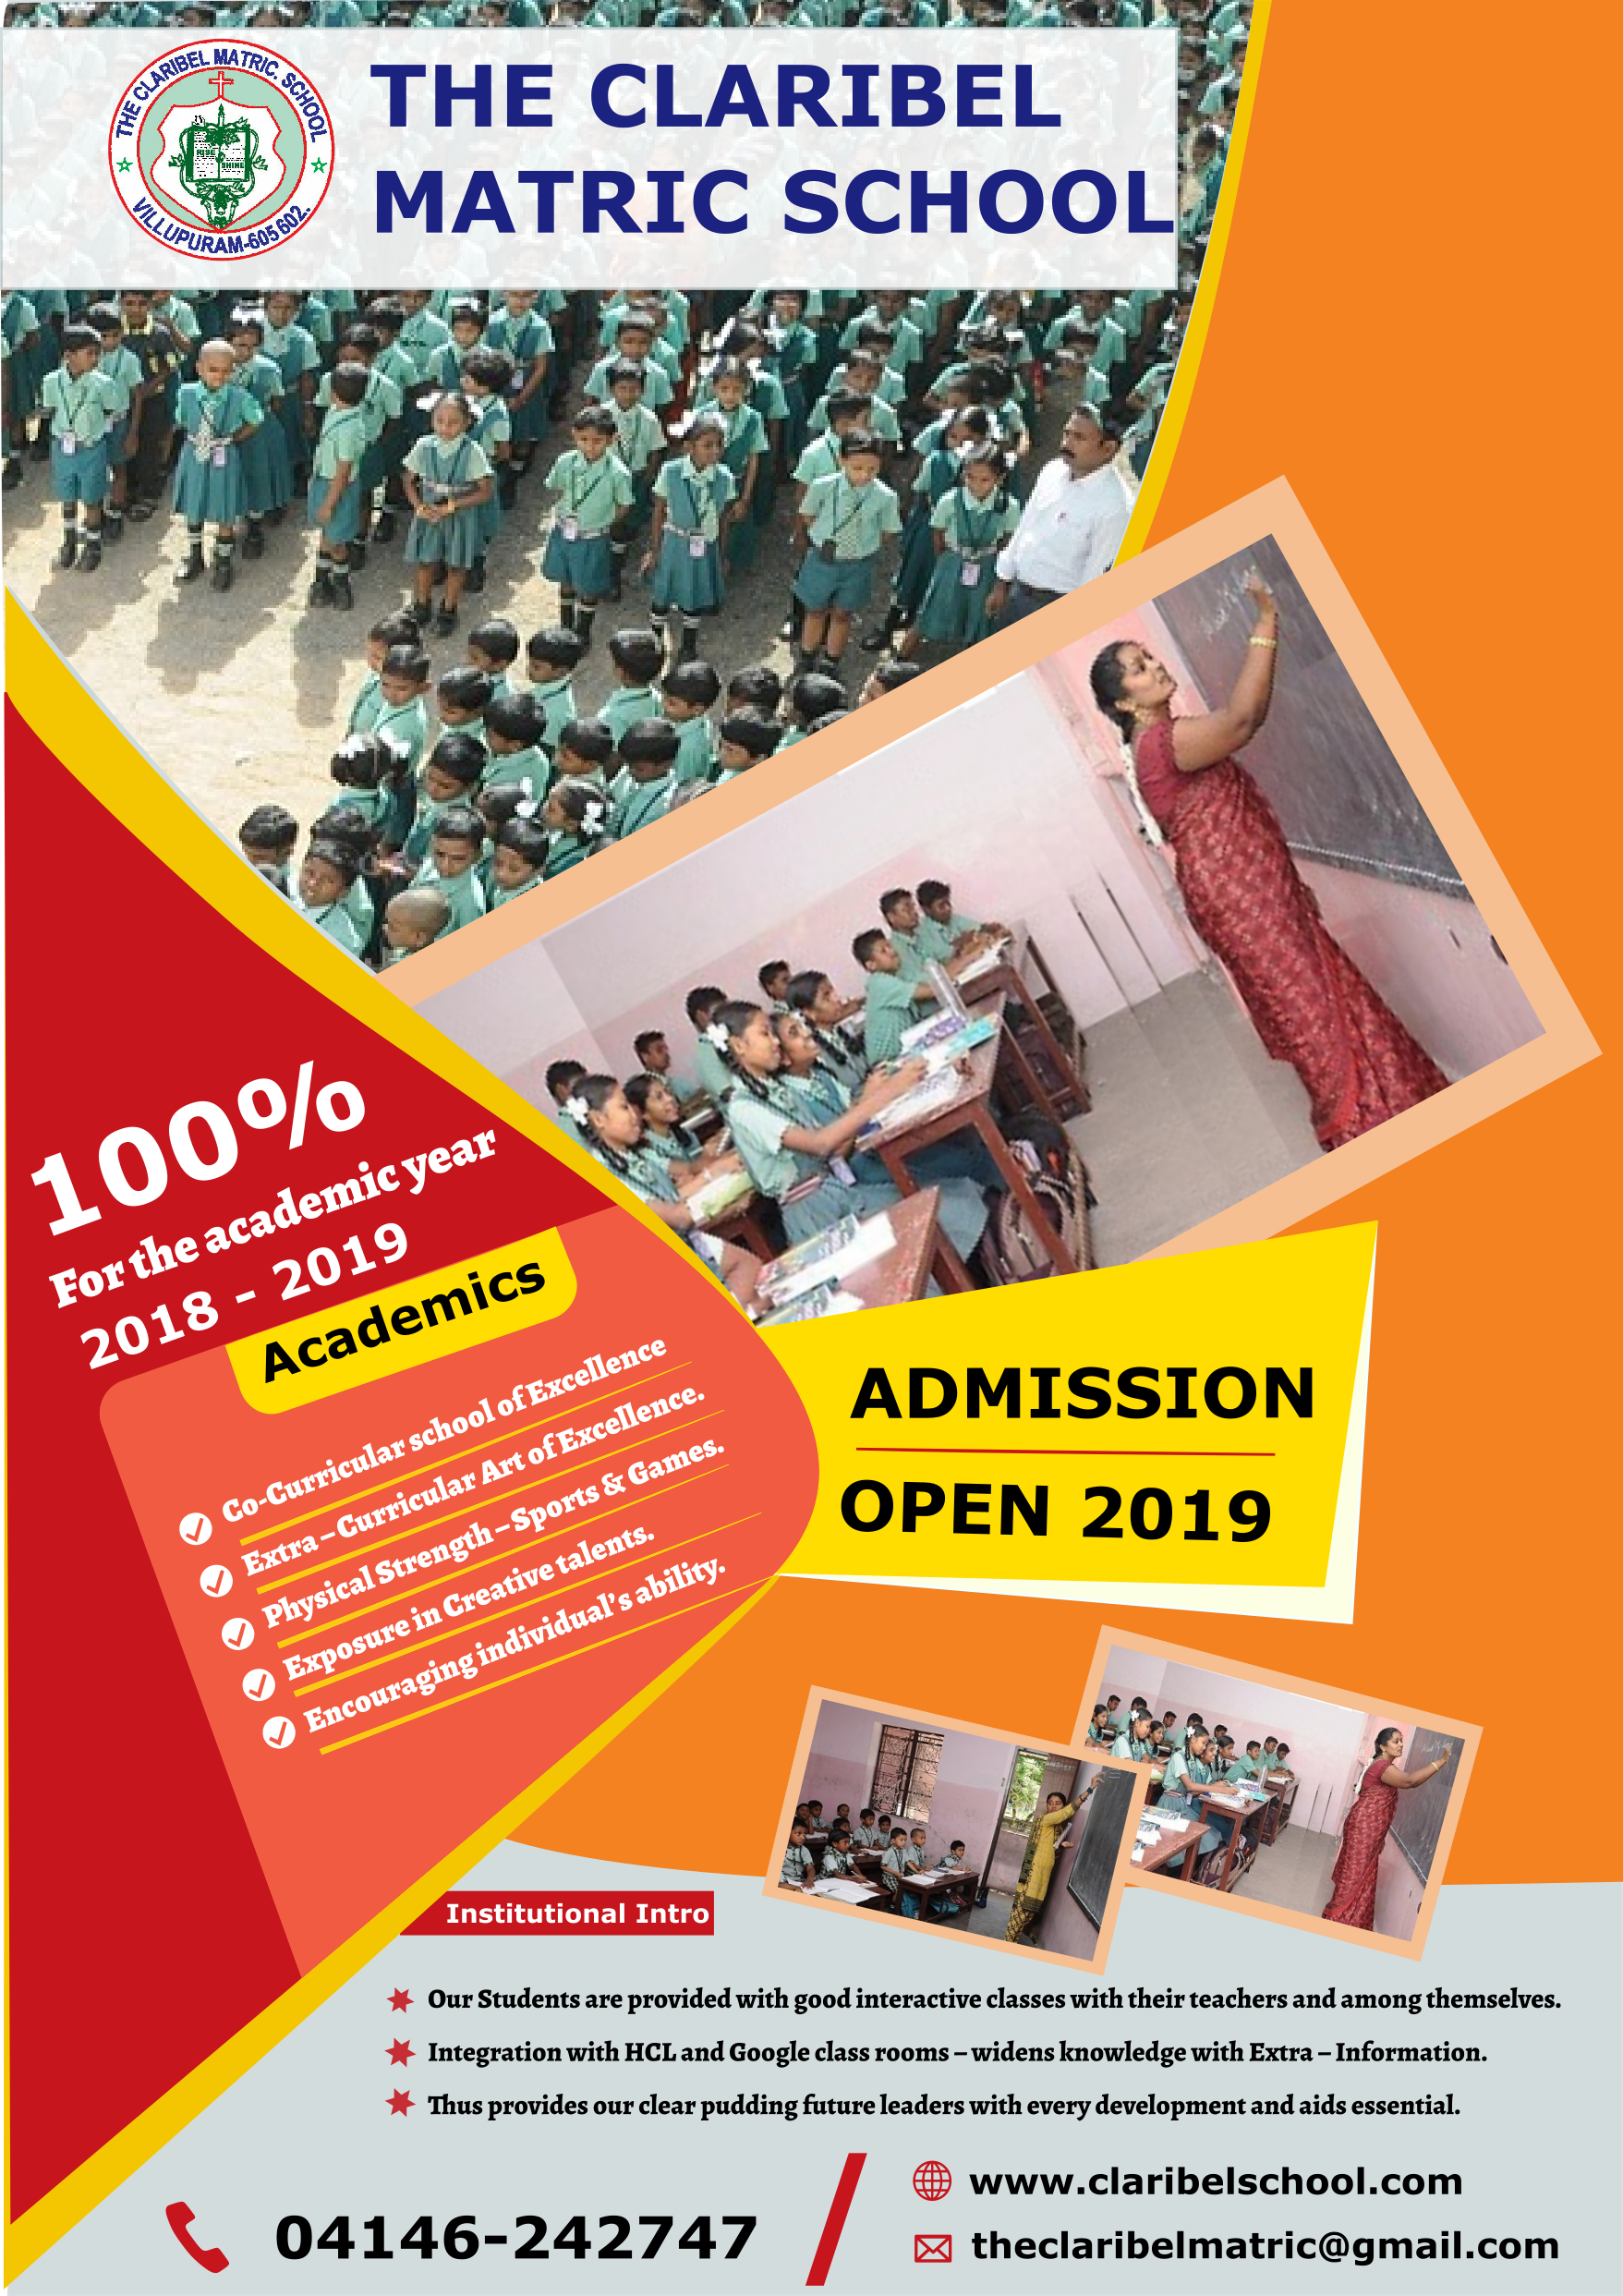 THE CLARIBEL MATRIC. SCHOOL
RISE & SHINE
VILLUPURAM-605 602.
THE CLARIBEL
MATRIC SCHOOL
100%
For the academic year
2018 - 2019
Academics
Co-Curricular school of Excellence
Extra – Curricular Art of Excellence.
Physical Strength – Sports & Games.
Exposure in Creative talents.
Encouraging individual's ability.
ADMISSION
OPEN 2019
Institutional Intro
Our Students are provided with good interactive classes with their teachers and among themselves.
Integration with HCL and Google class rooms – widens knowledge with Extra – Information.
Thus provides our clear pudding future leaders with every development and aids essential.
04146-242747
www.claribelschool.com
theclaribelmatric@gmail.com